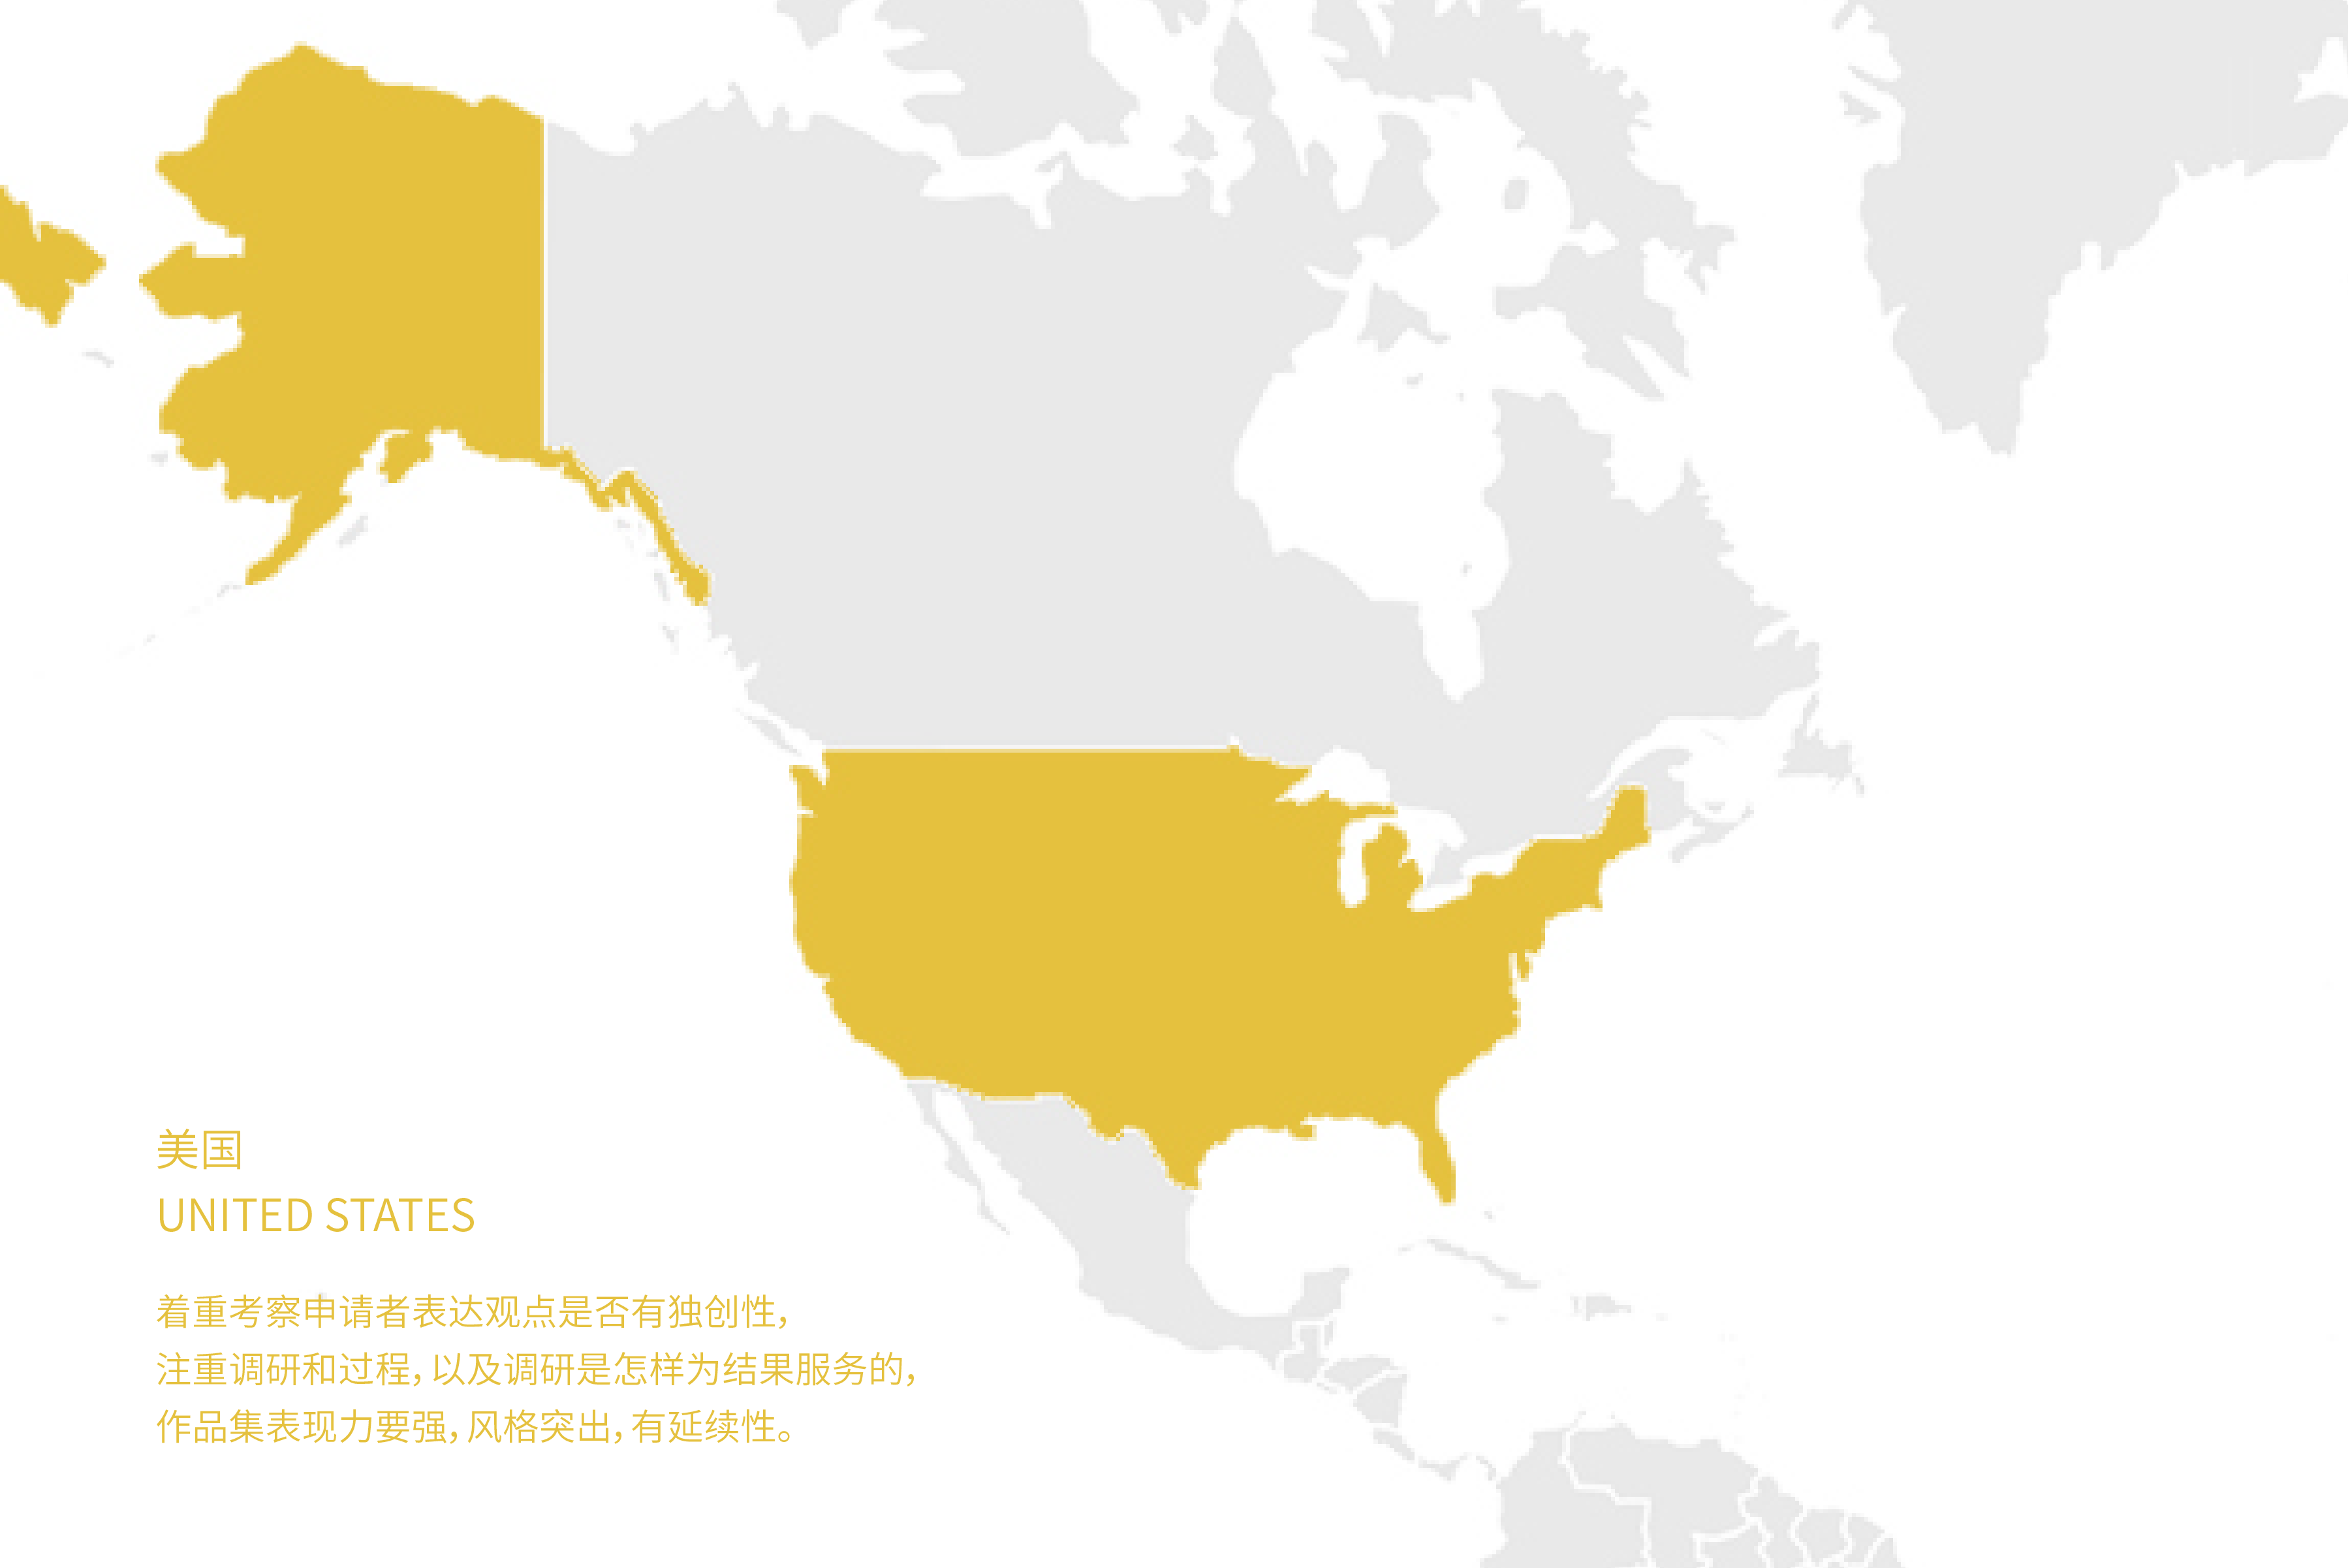 美国
UNITED STATES
着重考察申请者表达观点是否有独创性，
注重调研和过程，以及调研是怎样为结果服务的，
作品集表现力要强，风格突出，有延续性。